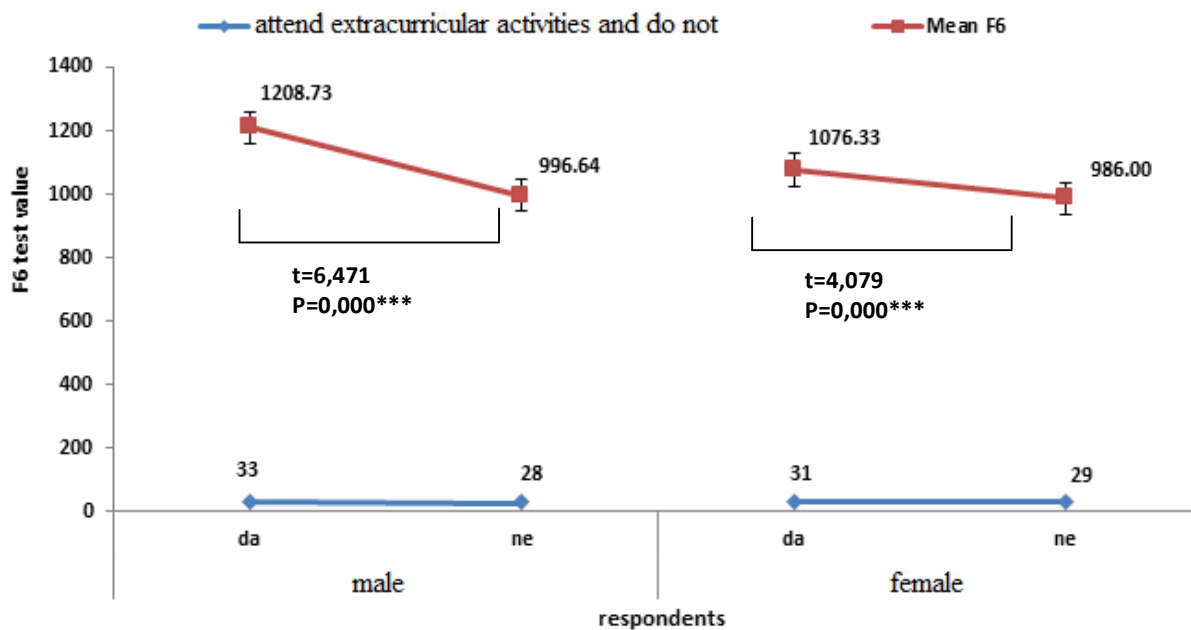 attend extracurricular activities and do not
Mean F6
1400
1200
1000
800
600
400
200
0
F6 test value
1208.73
996.64
1076.33
986.00
t=6,471
P=0,000***
t=4,079
P=0,000***
33
28
31
29
da
ne
da
ne
male
female
respondents